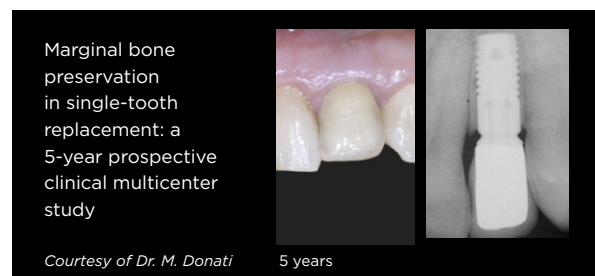 Marginal bone
preservation
in single-tooth
replacement: a
5-year prospective
clinical multicenter
study
Courtesy of Dr. M. Donati
5 years